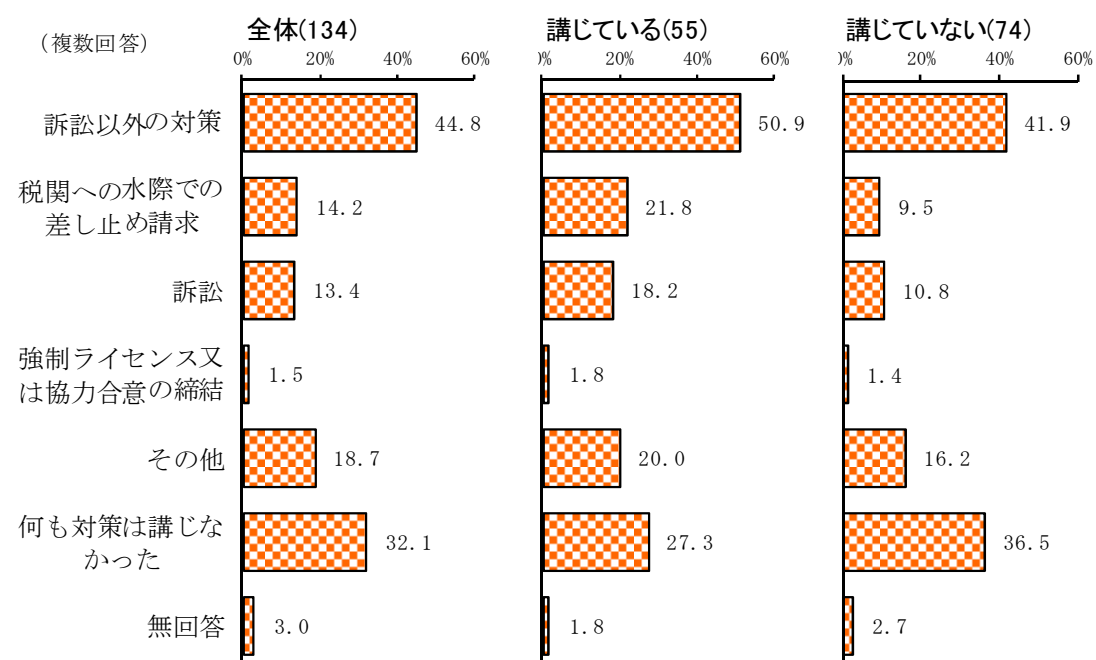 （複数回答）
全体(134)
講じている(55)
講じていない(74)
0% 20% 40% 60%
)% 20% 40% 60%
)% 20% 40% 60%
訴訟以外の対策 44.8 50.9 41.9
税関への水際での
差し止め請求 14.2 21.8 9.5
訴訟 13.4 18.2 10.8
強制ライセンス又
は協力合意の締結 1.5 1.8 1.4
その他 18.7 20.0 16.2
何も対策は講じな
かった 32.1 27.3 36.5
無回答 3.0 1.8 2.7